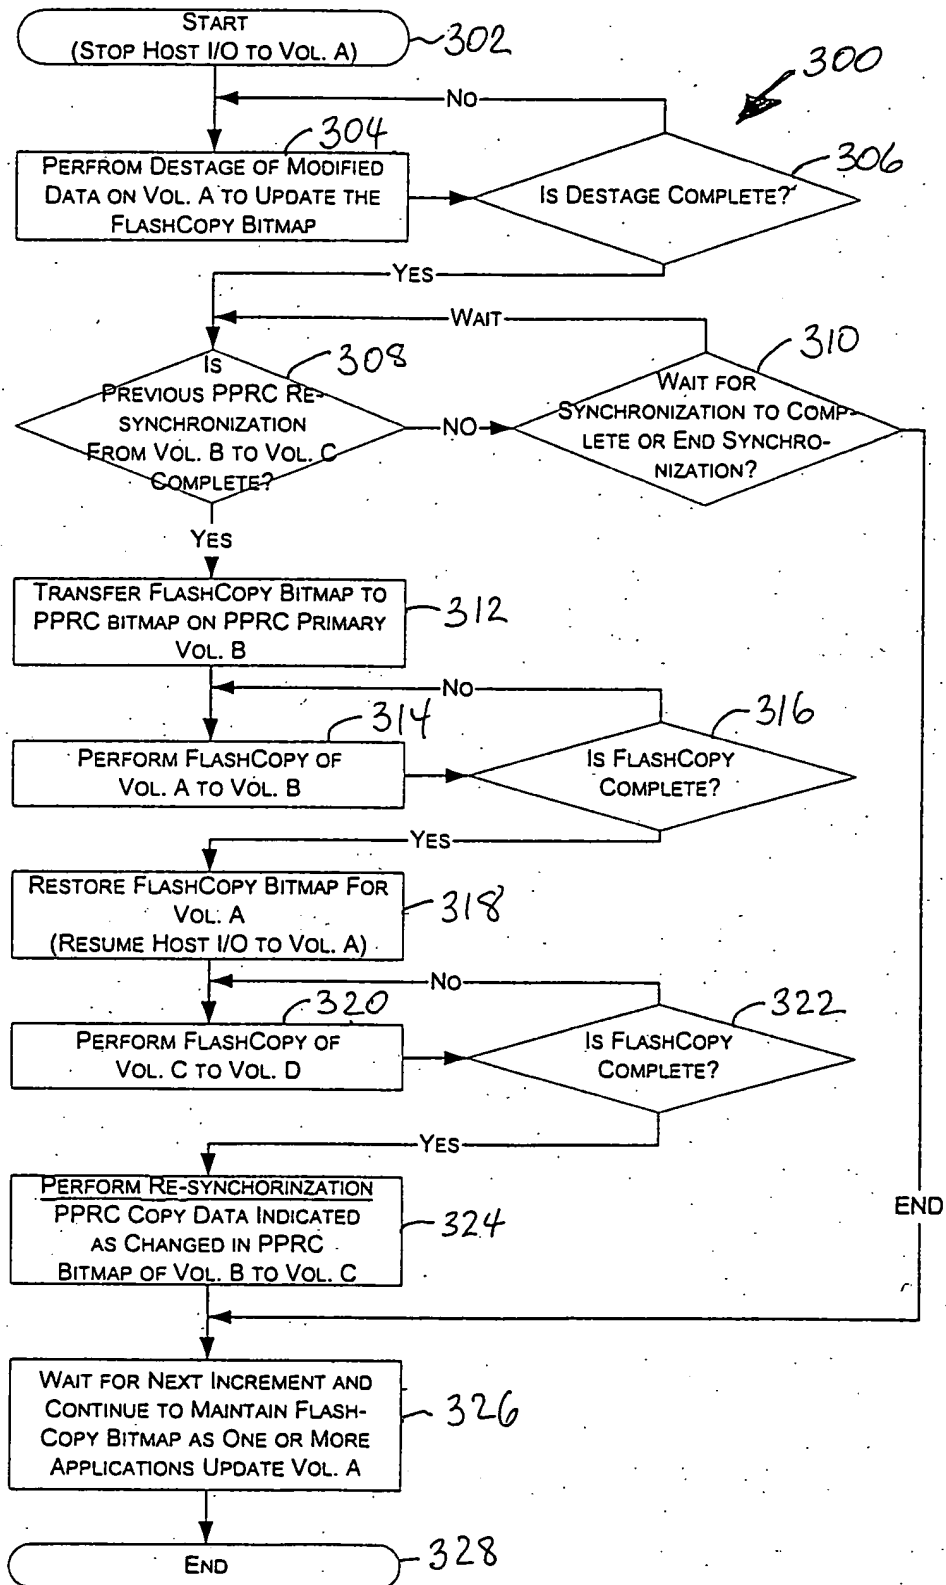 START
(STOP HOST I/O TO VOL. A)
302
300
NO
304
PERFROM DESTAGE OF MODIFIED
DATA ON VOL. A TO UPDATE THE
FLASHCOPY BITMAP
306
IS DESTAGE COMPLETE?
YES
WAIT
308
IS
PREVIOUS PPRC RE-
SYNCHRONIZATION
FROM VOL. B TO VOL. C
COMPLETE?
NO
310
WAIT FOR
SYNCHRONIZATION TO COMP-
LETE OR END SYNCHRO-
NIZATION?
YES
TRANSFER FLASHCOPY BITMAP TO
PPRC BITMAP ON PPRC PRIMARY
VOL. B
312
NO
314
PERFORM FLASHCOPY OF
VOL. A TO VOL. B
316
IS FLASHCOPY
COMPLETE?
YES
RESTORE FLASHCOPY BITMAP FOR
VOL. A
(RESUME HOST I/O TO VOL. A)
318
NO
320
PERFORM FLASHCOPY OF
VOL. C TO VOL. D
322
IS FLASHCOPY
COMPLETE?
YES
PERFORM RE-SYNCHORINZATION
PPRC COPY DATA INDICATED
AS CHANGED IN PPRC
BITMAP OF VOL. B TO VOL. C
324
END
WAIT FOR NEXT INCREMENT AND
CONTINUE TO MAINTAIN FLASH-
COPY BITMAP AS ONE OR MORE
APPLICATIONS UPDATE VOL. A
326
END
328